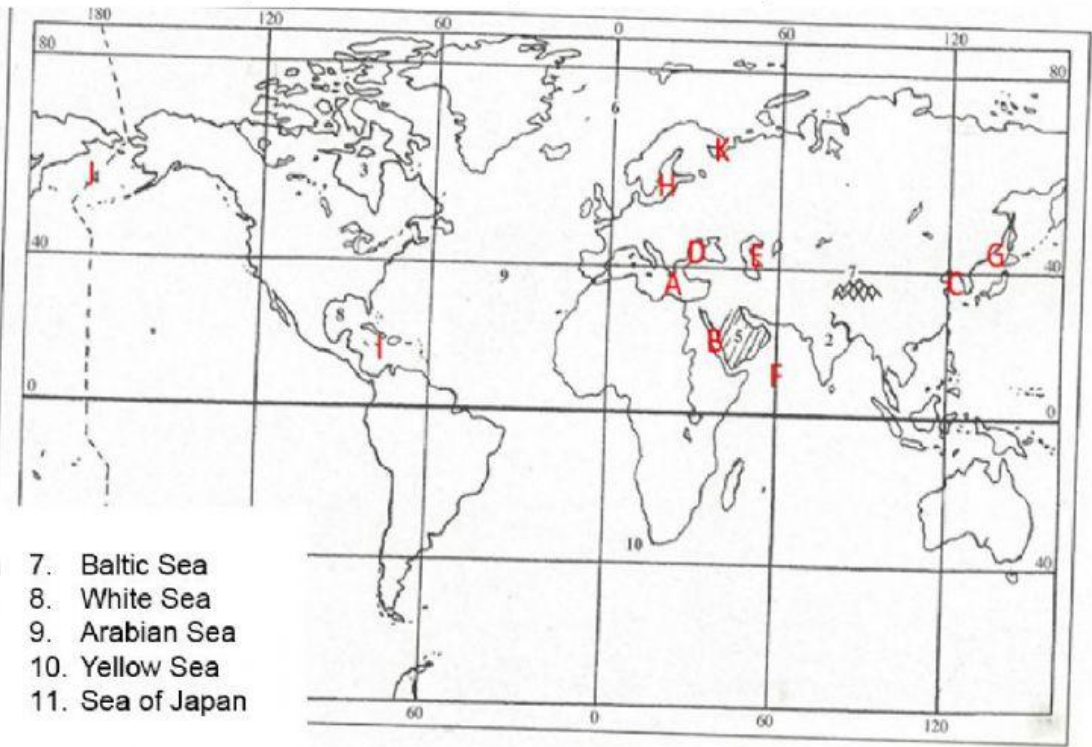 180 120 60 0 60 120
80 80
6
K
J 3 H
40 D E G
9 A 7 C 40
8 B 5 2
I F
0 0
10
40
7. Baltic Sea
8. White Sea
9. Arabian Sea
10. Yellow Sea
11. Sea of Japan
60 0 60 120